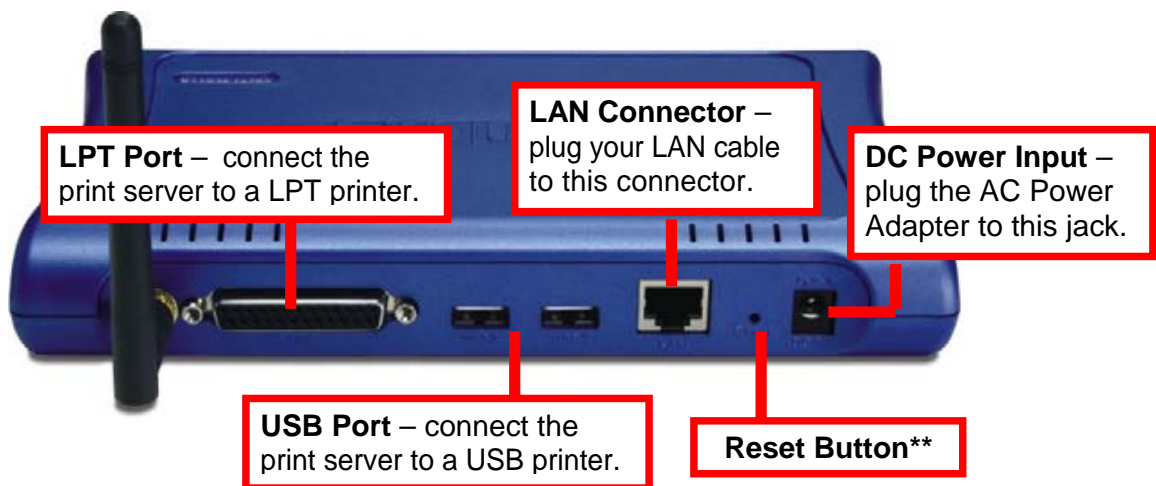 LPT Port – connect the
print server to a LPT printer.
LAN Connector –
plug your LAN cable
to this connector.
DC Power Input –
plug the AC Power
Adapter to this jack.
USB Port – connect the
print server to a USB printer.
Reset Button**